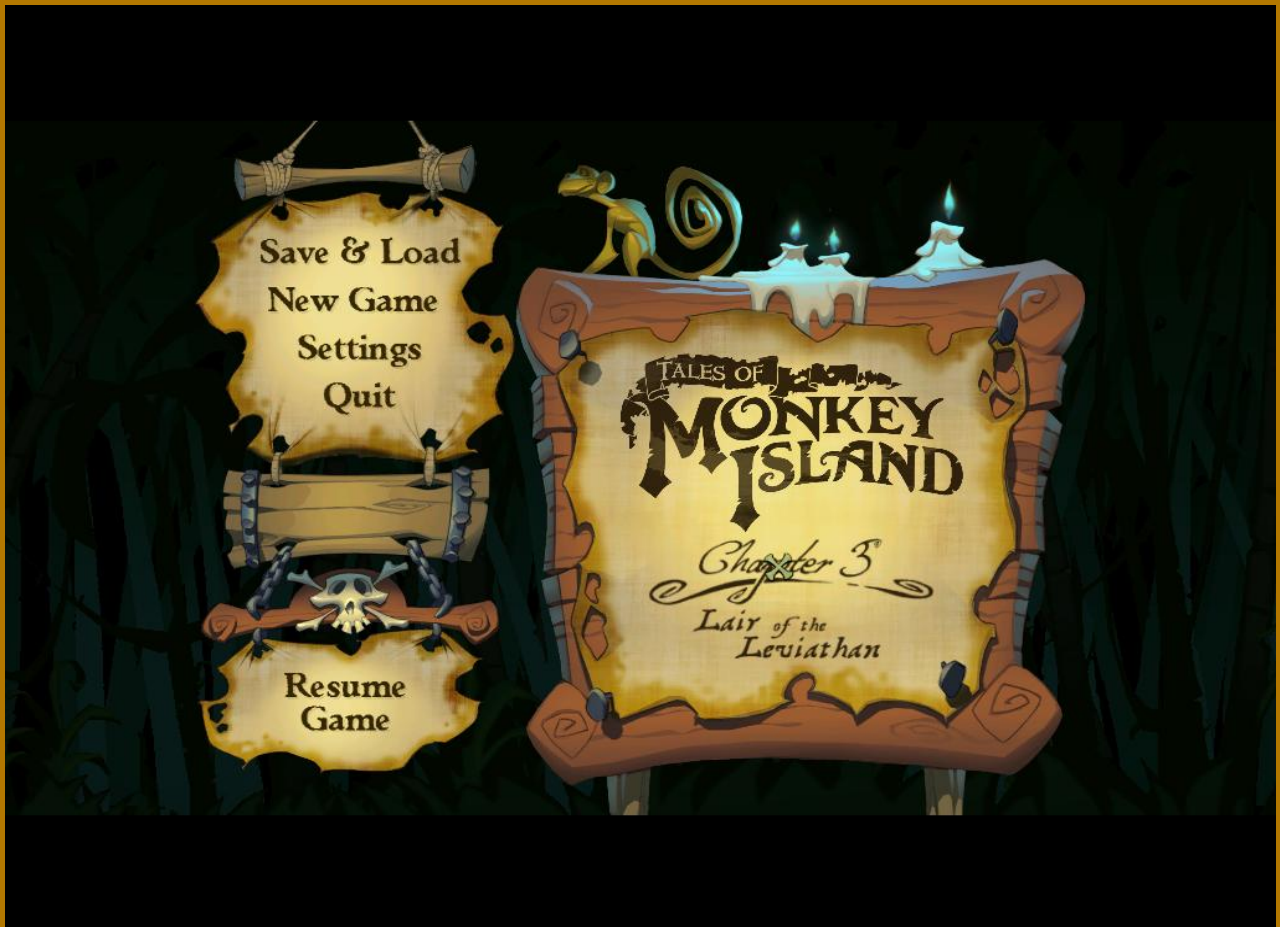 Save & Load
New Game
Settings
Quit
Resume
Game
TALES OF
MONKEY
ISLAND
Chapter 3
Lair of the
Leviathan